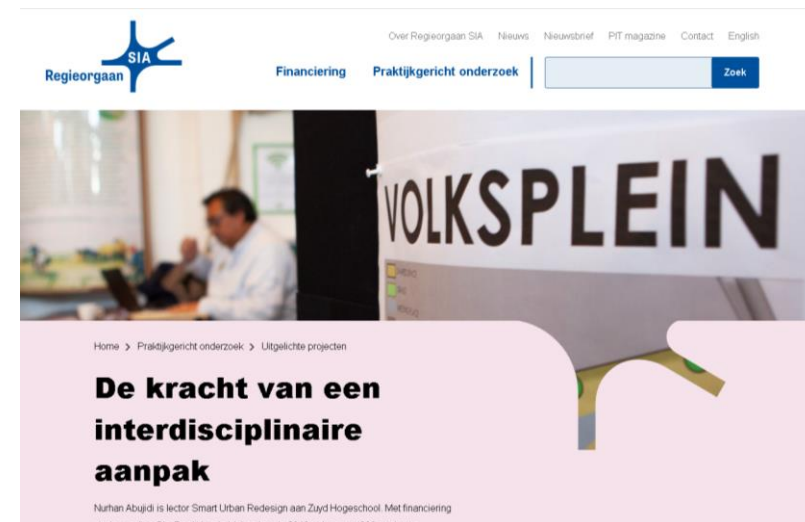 Regieorgaan SIA
Over Regieorgaan SIA Nieuws Nieuwsbrief PIT magazine Contact English
Financiering Praktijkgericht onderzoek Zoek
VOLKSPLEIN
Home > Praktijkgericht onderzoek > Uitgelichte projecten
De kracht van een
interdisciplinaire
aanpak
Nurhan Abujidi is lector Smart Urban Redesign aan Zuyd Hogeschool. Met financiering